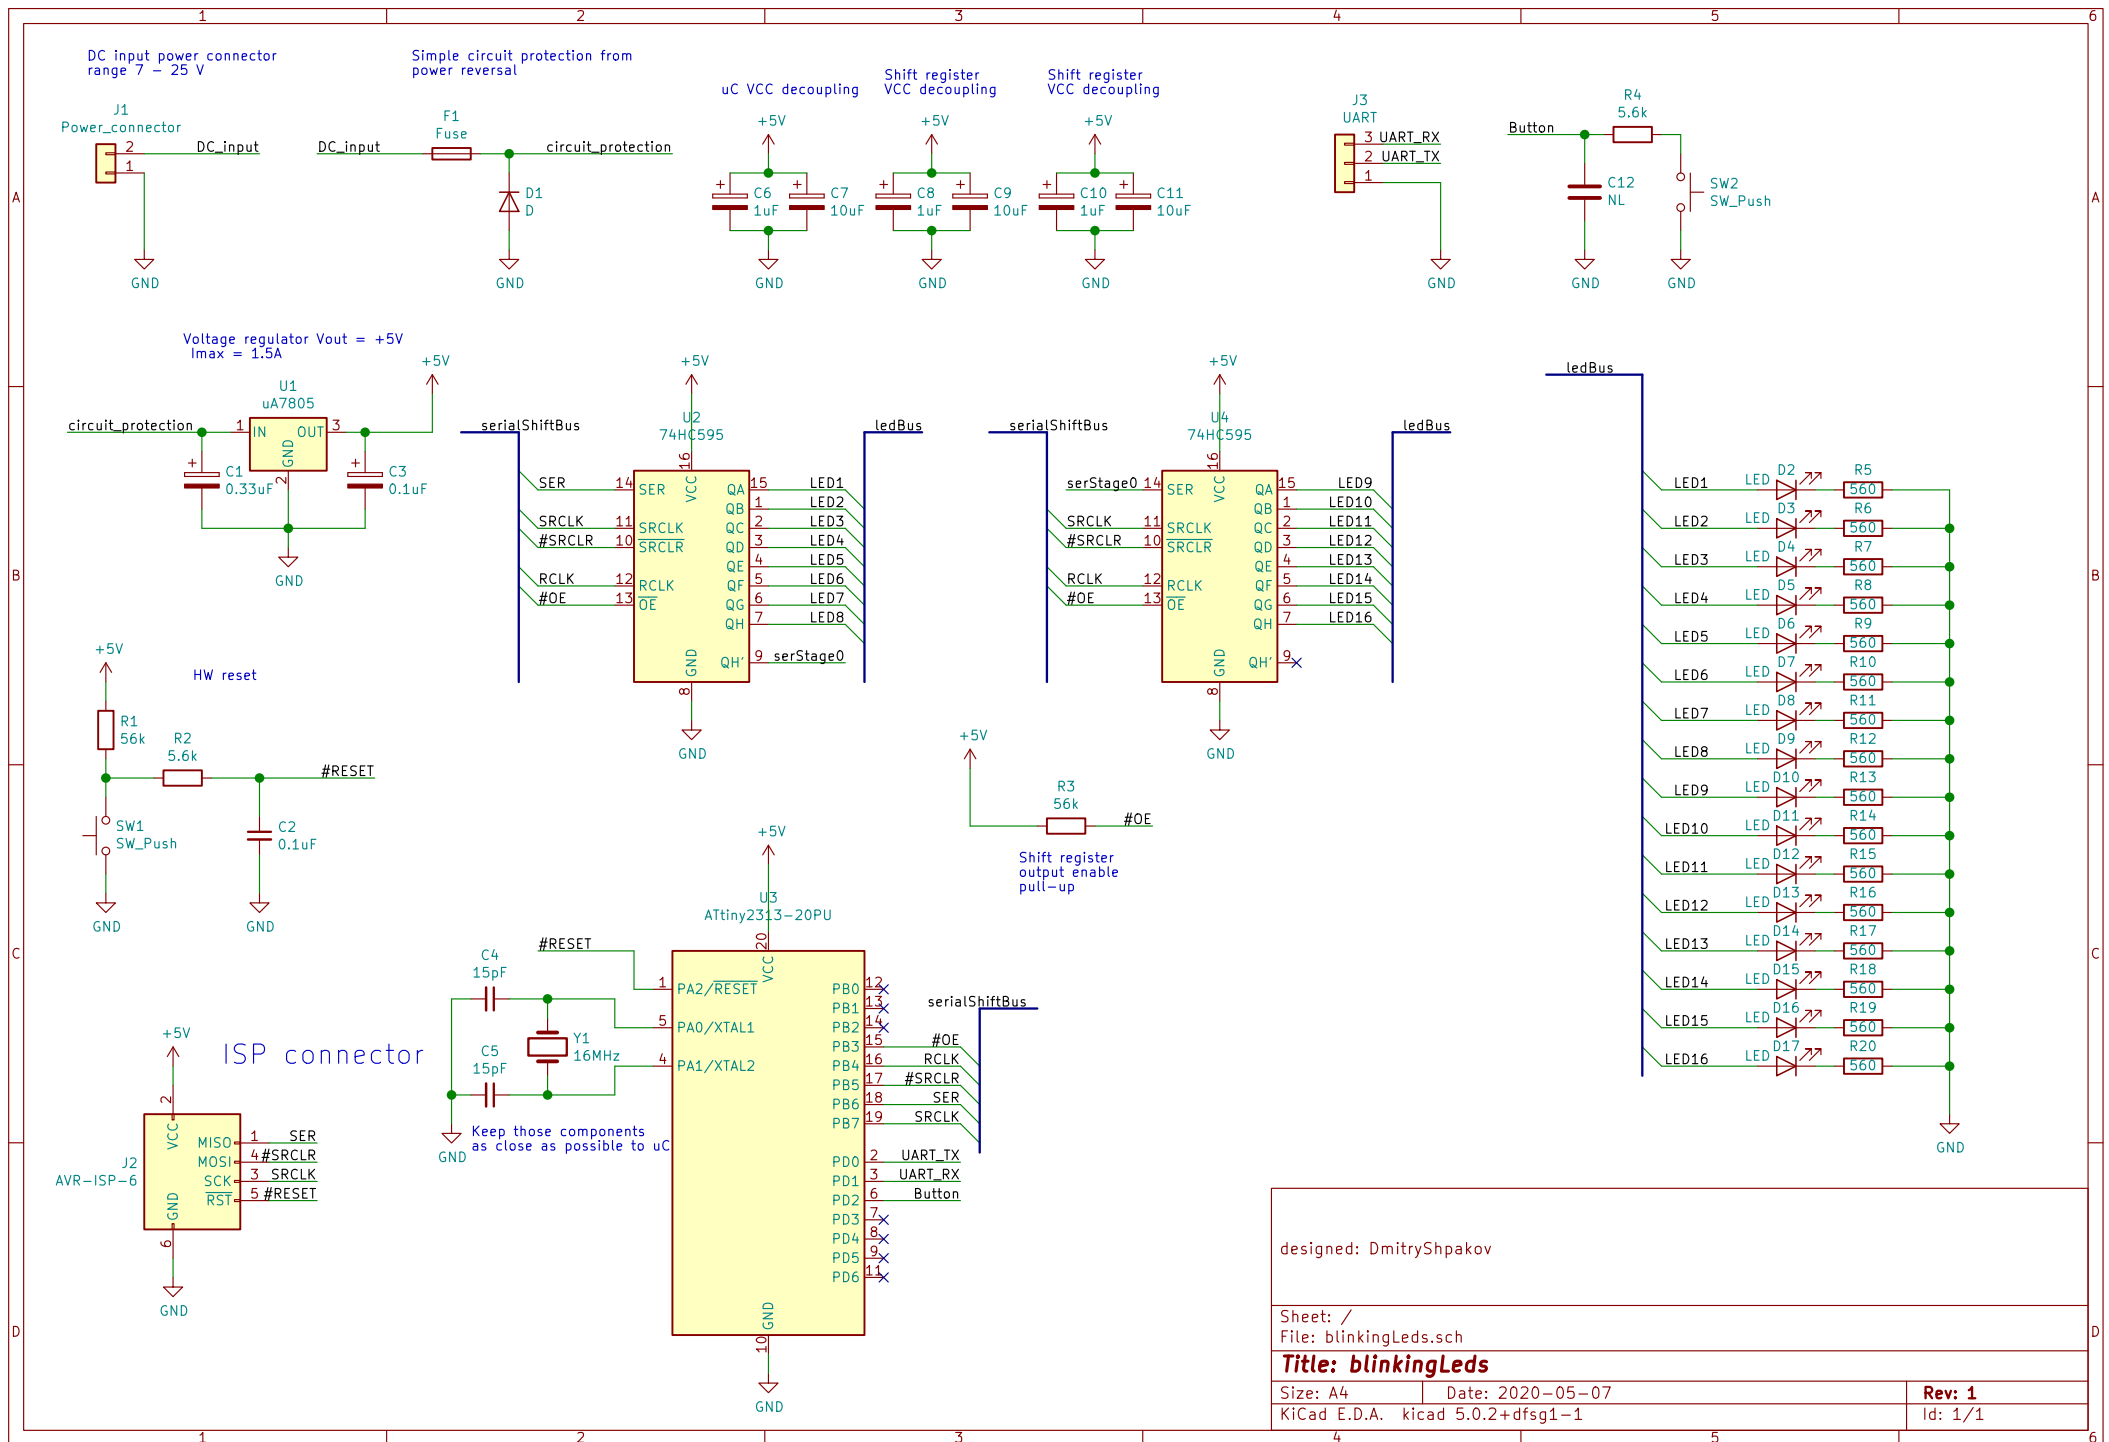 1 2 3 4 5 6
DC input power connector
range 7 - 25 V
Simple circuit protection from
power reversal
uC VCC decoupling
Shift register
VCC decoupling
Shift register
VCC decoupling
J1
Power_connector
2 DC_input
1
GND
DC_input
F1
Fuse
circuit_protection
D1
D
GND
+5V
+ C6
1uF
+ C7
10uF
GND
+5V
+ C8
1uF
+ C9
10uF
GND
+5V
+ C10
1uF
+ C11
10uF
GND
J3
UART
3 UART_RX
2 UART_TX
1
GND
Button
R4
5.6k
C12
NL
SW2
SW_Push
GND
GND
A
A
Voltage regulator Vout = +5V
Imax = 1.5A
+5V
U1
uA7805
circuit_protection
1 IN OUT 3
GND
2
+ C1
0.33uF
+ C3
0.1uF
GND
serialShiftBus
+5V
U2
74HC595
16
VCC
ledBus
SER 14 SER QA 15 LED1
QB 1 LED2
SRCLK 11 SRCLK QC 2 LED3
#SRCLR 10 SRCLR QD 3 LED4
QE 4 LED5
RCLK 12 RCLK QF 5 LED6
#OE 13 OE QG 6 LED7
QH 7 LED8
QH' 9 serStage0
GND
8
GND
serialShiftBus
+5V
U4
74HC595
16
VCC
ledBus
serStage0 14 SER QA 15 LED9
QB 1 LED10
SRCLK 11 SRCLK QC 2 LED11
#SRCLR 10 SRCLR QD 3 LED12
QE 4 LED13
RCLK 12 RCLK QF 5 LED14
#OE 13 OE QG 6 LED15
QH 7 LED16
QH' 9
GND
8
GND
B
B
ledBus
LED1 LED D2 R5 560
LED2 LED D3 R6 560
LED3 LED D4 R7 560
LED4 LED D5 R8 560
LED5 LED D6 R9 560
LED6 LED D7 R10 560
LED7 LED D8 R11 560
LED8 LED D9 R12 560
LED9 LED D10 R13 560
LED10 LED D11 R14 560
LED11 LED D12 R15 560
LED12 LED D13 R16 560
LED13 LED D14 R17 560
LED14 LED D15 R18 560
LED15 LED D16 R19 560
LED16 LED D17 R20 560
GND
+5V
HW reset
R1
56k
R2
5.6k
#RESET
SW1
SW_Push
C2
0.1uF
GND
GND
+5V
R3
56k
#OE
Shift register
output enable
pull-up
C
C
+5V
U3
ATtiny2313-20PU
20
VCC
#RESET
1 PA2/RESET
5 PA0/XTAL1
4 PA1/XTAL2
C4
15pF
C5
15pF
Y1
16MHz
GND
Keep those components
as close as possible to uC
serialShiftBus
PB0 12
PB1 13
PB2 14
PB3 15 #OE
PB4 16 RCLK
PB5 17 #SRCLR
PB6 18 SER
PB7 19 SRCLK
PD0 2 UART_TX
PD1 3 UART_RX
PD2 6 Button
PD3 7
PD4 8
PD5 9
PD6 11
GND
10
GND
+5V
ISP connector
2
VCC
J2
AVR-ISP-6
MISO 1 SER
MOSI 4 #SRCLR
SCK 3 SRCLK
RST 5 #RESET
GND
6
GND
D
D
designed: DmitryShpakov
Sheet: /
File: blinkingLeds.sch
Title: blinkingLeds
Size: A4 Date: 2020-05-07 Rev: 1
KiCad E.D.A. kicad 5.0.2+dfsg1-1 Id: 1/1
1 2 3 4 5 6